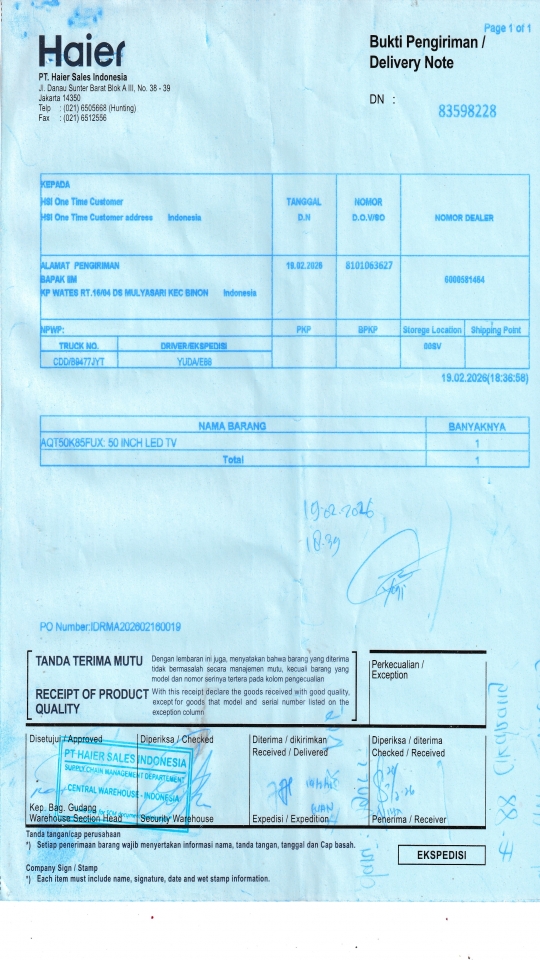 Page 1 of 1
Haier
Bukti Pengiriman /
Delivery Note
PT. Haier Sales Indonesia
Jl. Danau Sunter Barat Blok A III, No. 38 - 39
Jakarta 14350
Telp : (021) 6505668 (Hunting)
Fax : (021) 6512556
DN :
83598228
KEPADA
HSI One Time Customer
HSI One Time Customer address Indonesia
TANGGAL
D.N
NOMOR
D.O.V/SO
NOMOR DEALER
ALAMAT PENGIRIMAN
BAPAK IIM
KP WATES RT.16/04 DS MULYASARI KEC BINON Indonesia
18.02.2026
8101063627
0000581464
NPWP:
PKP
BPKP
Storege Location
Shipping Point
TRUCK NO.
DRIVER/EKSPEDISI
00SV
CDD/B9477JYT
YUDA/EBS
19.02.2026(18:36:58)
NAMA BARANG
BANYAKNYA
AQT50K85FUX: 50 INCH LED TV
1
Total
1
19-02-2026
18.39
PO Number:IDRMA202602160019
TANDA TERIMA MUTU
Dengan lembaran ini juga, menyatakan bahwa barang yang diterima
tidak bermasalah secara manajemen mutu, kecuali barang yang
model dan nomor serinya tertera pada kolom pengecualian
RECEIPT OF PRODUCT
QUALITY
With this receipt declare the goods received with good quality,
except for goods that model and serial number listed on the
exception column
Perkecualian /
Exception
Disetujui / Approved
Diperiksa / Checked
Diterima / dikirimkan
Received / Delivered
Diperiksa / diterima
Checked / Received
PT HAIER SALES INDONESIA
SUPPLY CHAIN MANAGEMENT DEPARTEMENT
CENTRAL WAREHOUSE - INDONESIA
Kep. Bag. Gudang
Warehouse Section Head
Security Warehouse
Expedisi / Expedition
Penerima / Receiver
Tanda tangan/cap perusahaan
*) Setiap penerimaan barang wajib menyertakan informasi nama, tanda tangan, tanggal dan Cap basah.
EKSPEDISI
Company Sign / Stamp
*) Each item must include name, signature, date and wet stamp information.